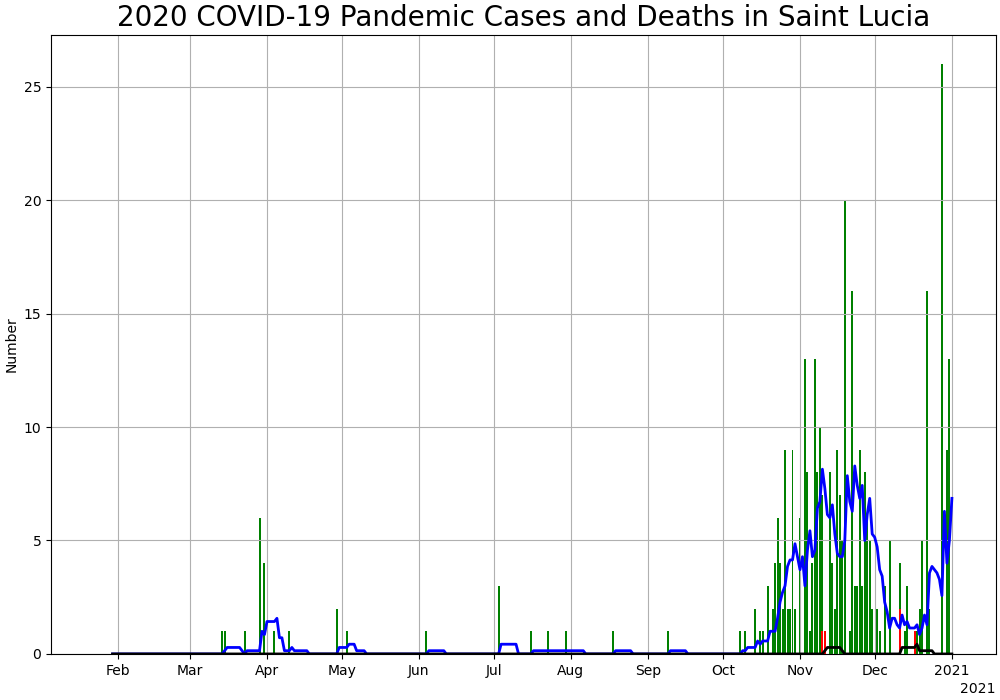 2020 COVID-19 Pandemic Cases and Deaths in Saint Lucia
25
20
15
10
5
0
Number
Feb Mar Apr May Jun Jul Aug Sep Oct Nov Dec 2021
2021